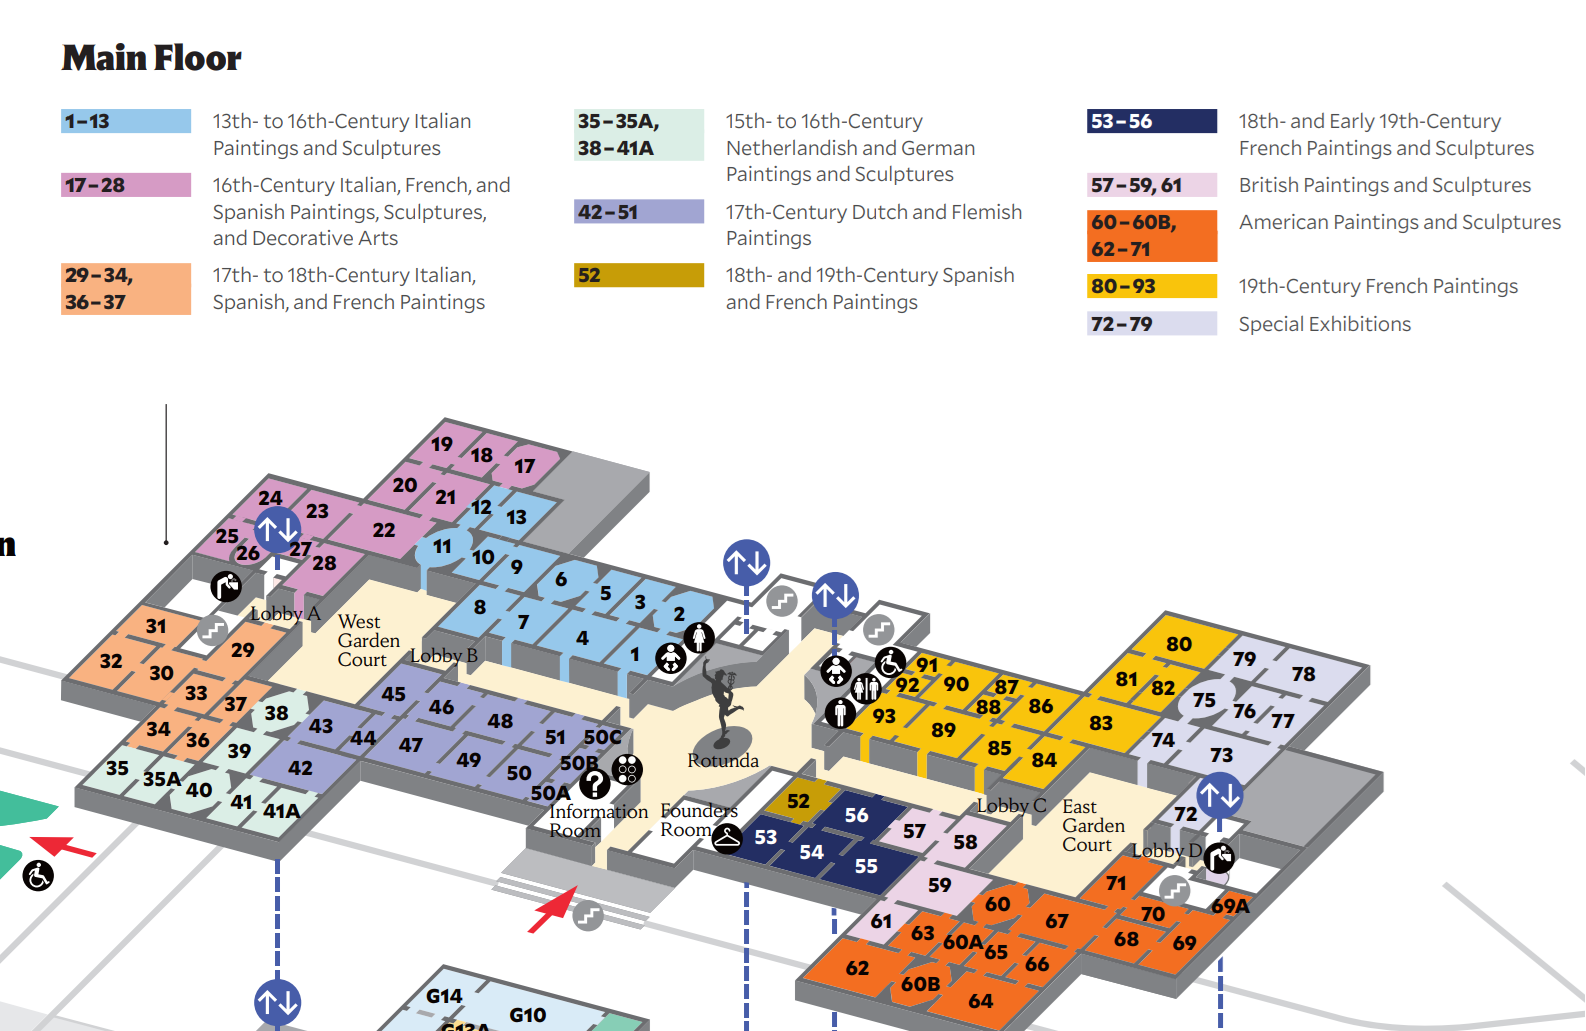 Main Floor
1–13
13th- to 16th-Century Italian
Paintings and Sculptures
17–28
16th-Century Italian, French, and
Spanish Paintings, Sculptures,
and Decorative Arts
29–34,
36–37
17th- to 18th-Century Italian,
Spanish, and French Paintings
35–35A,
38–41A
15th- to 16th-Century
Netherlandish and German
Paintings and Sculptures
42–51
17th-Century Dutch and Flemish
Paintings
52
18th- and 19th-Century Spanish
and French Paintings
53–56
18th- and Early 19th-Century
French Paintings and Sculptures
57–59, 61
British Paintings and Sculptures
60–60B,
62–71
American Paintings and Sculptures
80–93
19th-Century French Paintings
72–79
Special Exhibitions
n
19
18
17
20
21
12
13
24
23
22
25
26
27
28
11
10
9
6
5
3
2
8
7
4
1
Lobby A
West
Garden
Court
Lobby B
31
32
30
29
33
37
34
36
38
39
35
35A
40
41
41A
43
42
44
45
46
47
48
49
50
51
50C
50B
50A
?
Information
Room
Rotunda
Founders
Room
52
53
54
55
56
57
58
59
61
91
92
90
87
88
86
93
89
85
84
83
80
81
82
79
78
75
76
77
74
73
72
Lobby C
East
Garden
Court
Lobby D
71
70
69A
69
68
67
60
63
60A
65
66
62
60B
64
G14
G10
G13A